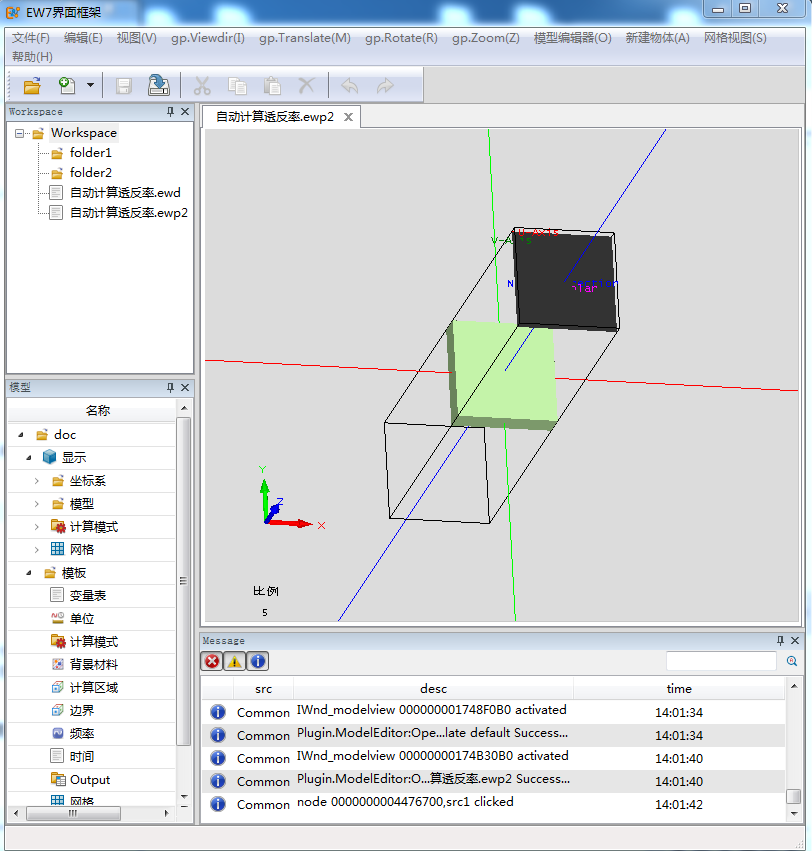 EW7界面框架
文件(F) 编辑(E) 视图(V) gp.Viewdir(I) gp.Translate(M) gp.Rotate(R) gp.Zoom(Z) 模型编辑器(O) 新建物体(A) 网格视图(S)
帮助(H)
Workspace
自动计算透反率.ewp2
Workspace
folder1
folder2
自动计算透反率.ewd
自动计算透反率.ewp2
模型
名称
doc
显示
坐标系
模型
计算模式
网格
模板
变量表
单位
计算模式
背景材料
计算区域
边界
频率
时间
Output
网格
V-Axis
N
Y
Z
X
比例
5
Message
src desc time
Common IWnd_modelview 000000001748F0B0 activated 14:01:34
Common Plugin.ModelEditor:Ope...late default Success... 14:01:34
Common IWnd_modelview 00000000174B30B0 activated 14:01:40
Common Plugin.ModelEditor:O...算透反率.ewp2 Success... 14:01:40
Common node 0000000004476700,src1 clicked 14:01:42